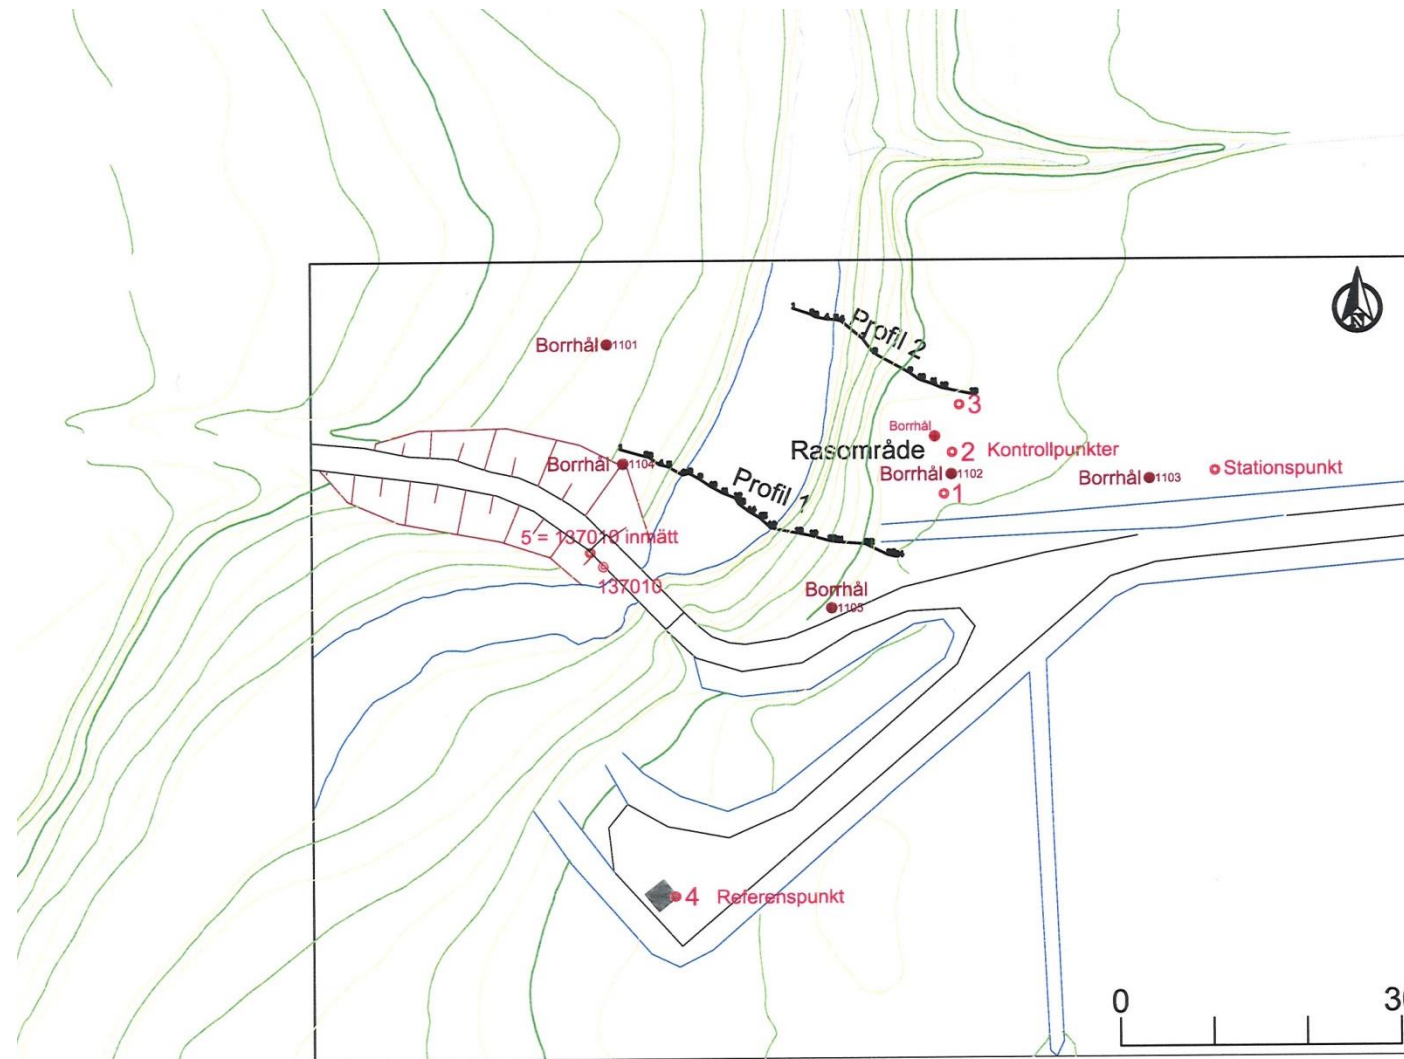 N
Profil 2
Borrhål 1101
3
Borrhål
Rasområde
2 Kontrollpunkter
Borrhål 1104
Borrhål 1102
Borrhål 1103
Stationspunkt
Profil 1
1
5 = 137010 inmätt
137010
Borrhål
1105
4 Referenspunkt
0